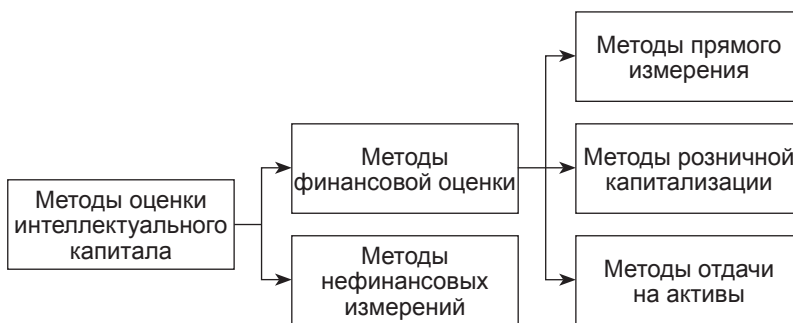 Методы оценки
интеллектуального
капитала
Методы
финансовой оценки
Методы
нефинансовых
измерений
Методы прямого
измерения
Методы розничной
капитализации
Методы отдачи
на активы